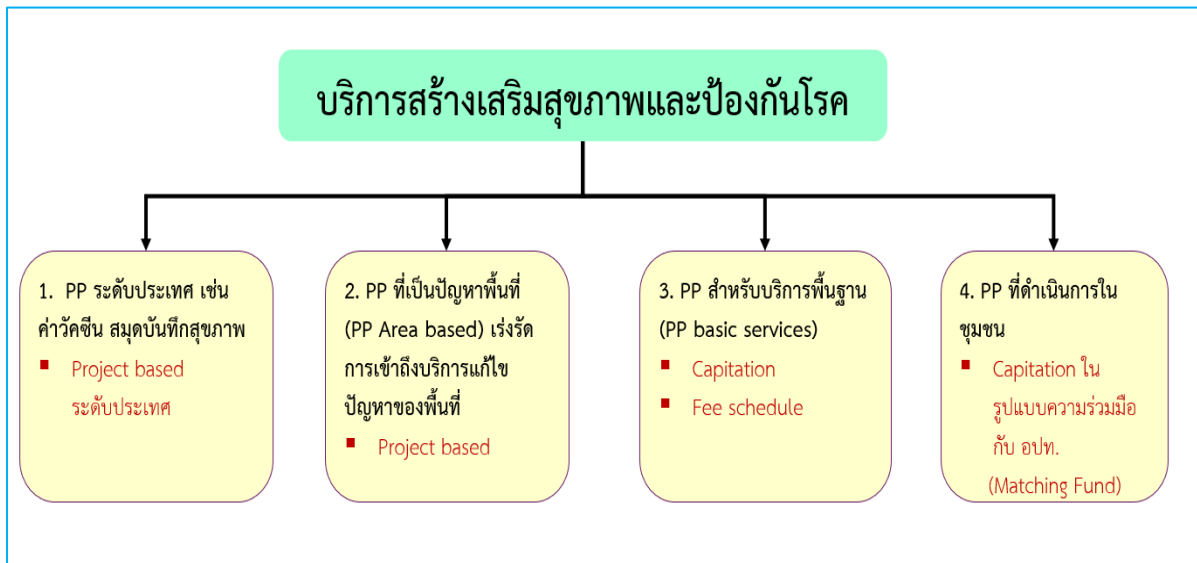 บริการสร้างเสริมสุขภาพและป้องกันโรค
1. PP ระดับประเทศ เช่น
ค่าวัคซีน สมุดบันทึกสุขภาพ
▪ Project based
ระดับประเทศ
2. PP ที่เป็นปัญหาพื้นที่
(PP Area based) เร่งรัด
การเข้าถึงบริการแก้ไข
ปัญหาของพื้นที่
▪ Project based
3. PP สำหรับบริการพื้นฐาน
(PP basic services)
▪ Capitation
▪ Fee schedule
4. PP ที่ดำเนินการใน
ชุมชน
▪ Capitation ใน
รูปแบบความร่วมมือ
กับ อปท.
(Matching Fund)